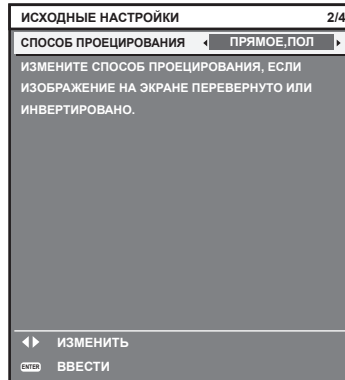 ИСХОДНЫЕ НАСТРОЙКИ 2/4
СПОСОБ ПРОЕЦИРОВАНИЯ ПРЯМОЕ,ПОЛ
ИЗМЕНИТЕ СПОСОБ ПРОЕЦИРОВАНИЯ, ЕСЛИ
ИЗОБРАЖЕНИЕ НА ЭКРАНЕ ПЕРЕВЕРНУТО ИЛИ
ИНВЕРТИРОВАНО.
ИЗМЕНИТЬ
ENTER ВВЕСТИ